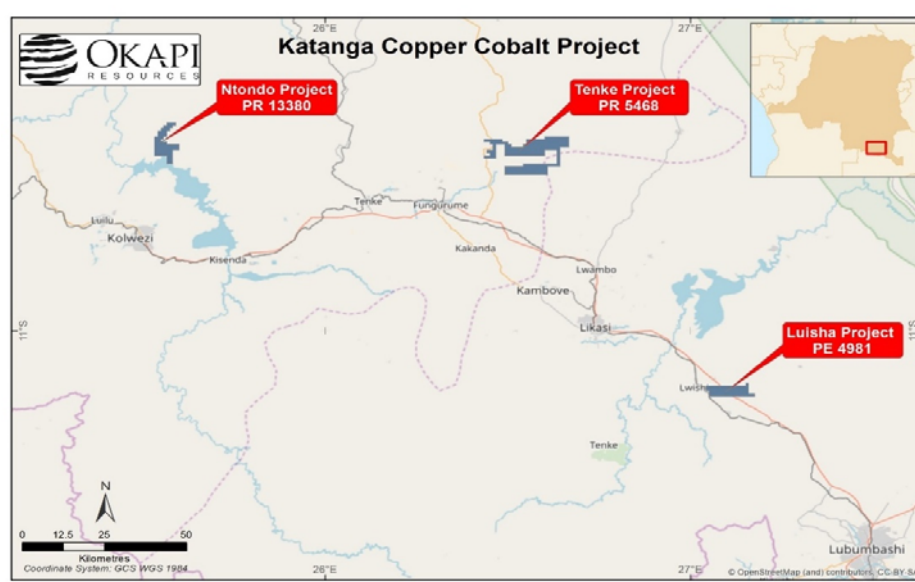 26°E
27°E
OKAPI
RESOURCES
Katanga Copper Cobalt Project
Ntondo Project
PR 13380
Tenke Project
PR 5468
Tenke
Fungurume
Luilu
Kolwezi
Kisenda
Kakanda
Lwambo
Kambove
Likasi
11°S
11°S
Luisha Project
PE 4981
Lwishi
Tenke
N
0 12.5 25 50
Kilometres
Coordinate System: GCS WGS 1984
Lubumbashi
26°E
27°E
© OpenStreetMap (and) contributors, CC-BY-SA